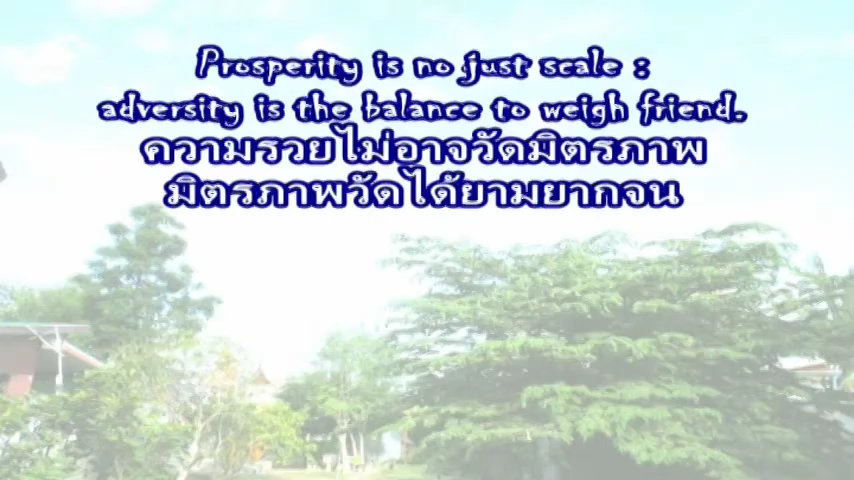 Prosperity is no just scale :
adversity is the balance to weigh friend.
ความรวยไม่อาจวัดมิตรภาพ
มิตรภาพวัดได้ยามยากจน